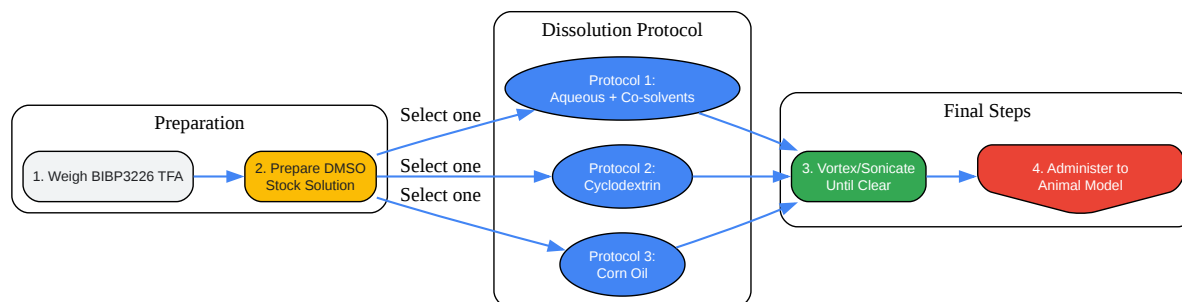 Preparation
1. Weigh BIBP3226 TFA
2. Prepare DMSO
Stock Solution
Select one
Select one
Select one
Dissolution Protocol
Protocol 1:
Aqueous + Co-solvents
Protocol 2:
Cyclodextrin
Protocol 3:
Corn Oil
Final Steps
3. Vortex/Sonicate
Until Clear
4. Administer to
Animal Model